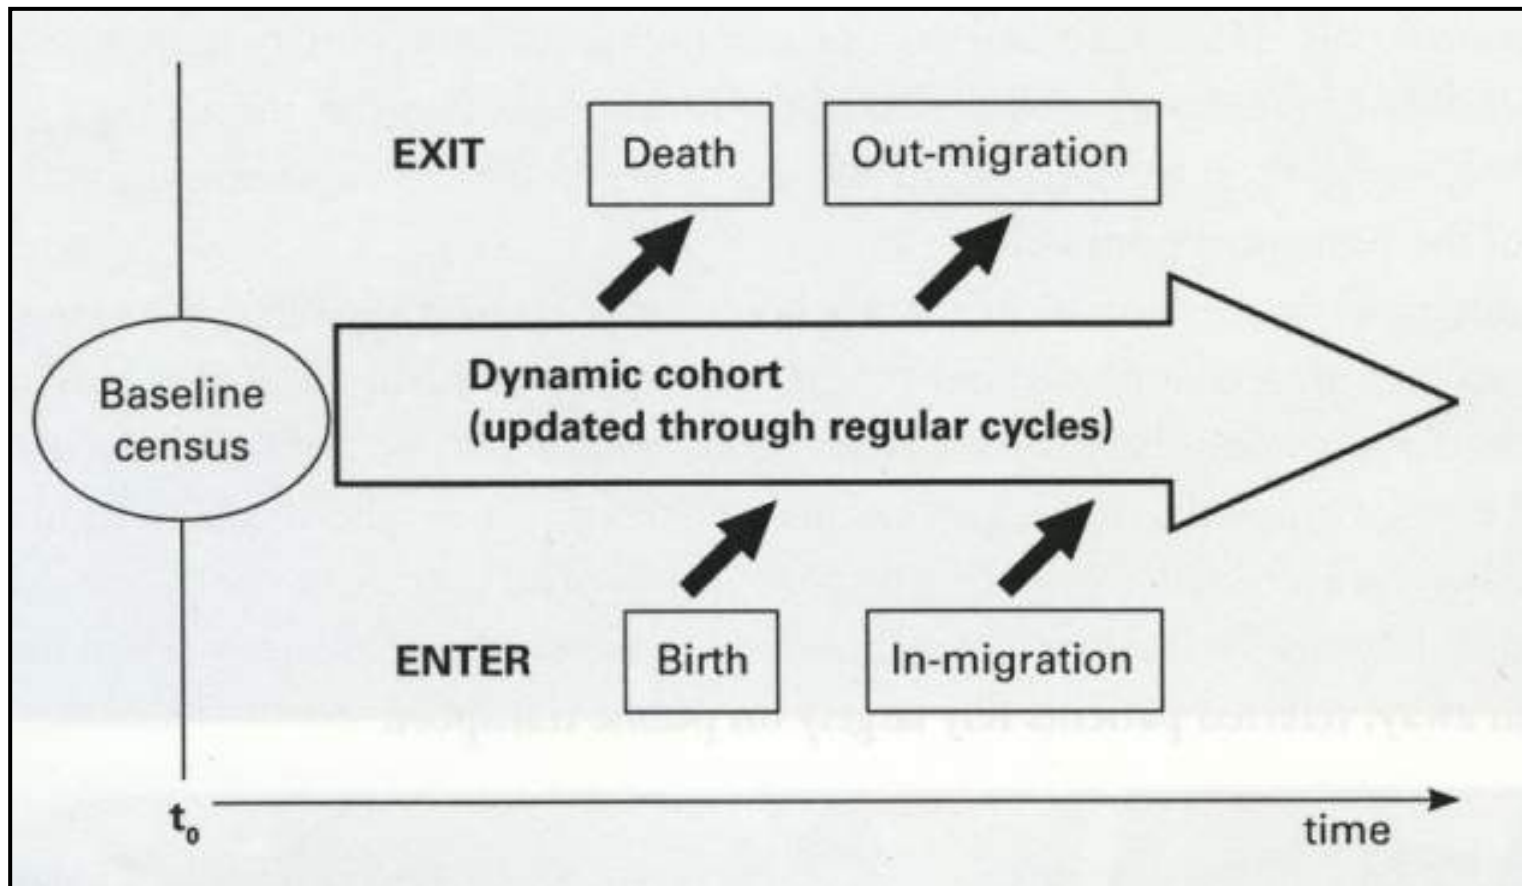 EXIT
Death
Out-migration
Baseline
census
Dynamic cohort
(updated through regular cycles)
ENTER
Birth
In-migration
t₀
time